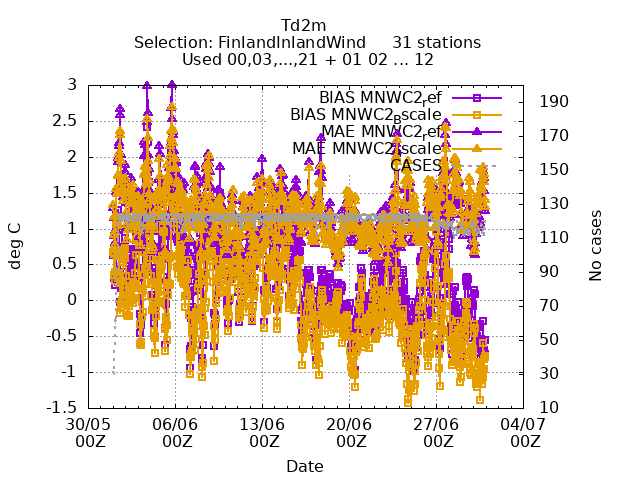 Td2m
Selection: FinlandInlandWind 31 stations
Used 00,03,...,21 + 01 02 ... 12
BIAS MNWC2_ref
BIAS MNWC2_scale
MAE MNWC2_ref
MAE MNWC2_scale
CASES
3
2.5
2
1.5
1
0.5
0
-0.5
-1
-1.5
190
170
150
130
110
90
70
50
30
10
deg C
No cases
30/05 06/06 13/06 20/06 27/06 04/07
00Z 00Z 00Z 00Z 00Z 00Z
Date